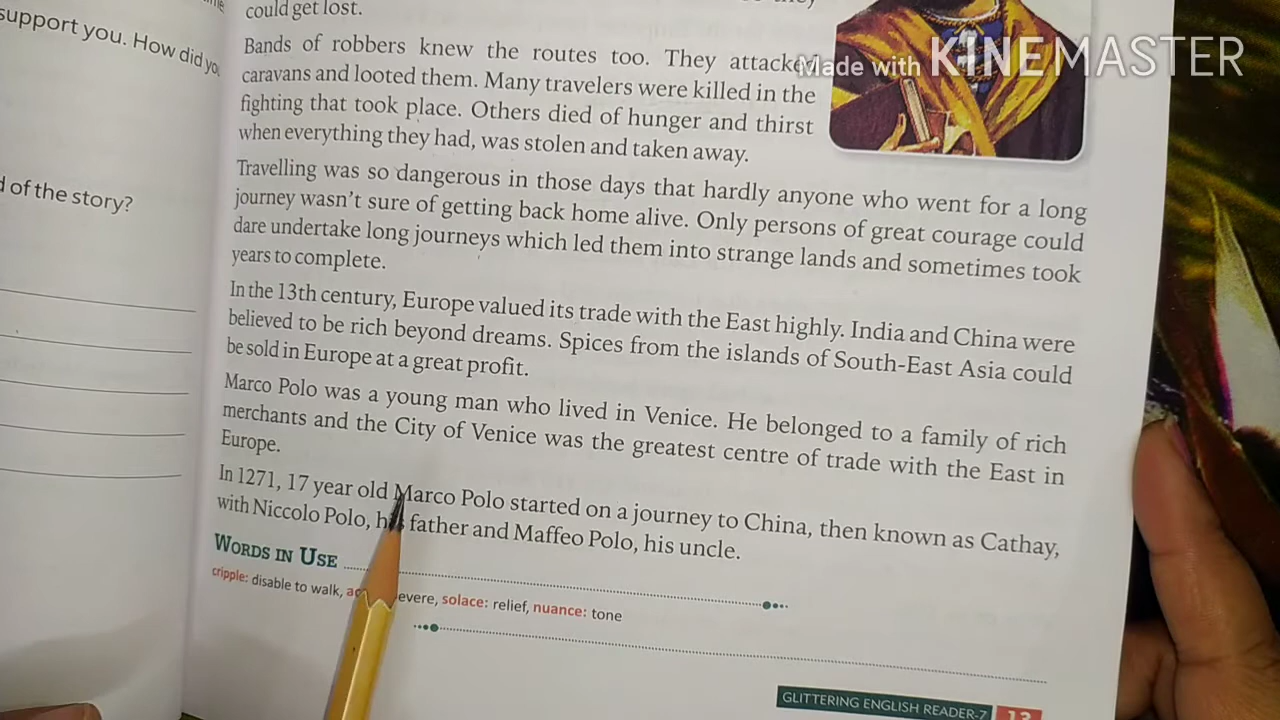 support you. How did you
d of the story?
could get lost.
Bands of robbers knew the routes too. They attacked
caravans and looted them. Many travelers were killed in the
fighting that took place. Others died of hunger and thirst
when everything they had, was stolen and taken away.
Travelling was so dangerous in those days that hardly anyone who went for a long
journey wasn't sure of getting back home alive. Only persons of great courage could
dare undertake long journeys which led them into strange lands and sometimes took
years to complete.
In the 13th century, Europe valued its trade with the East highly. India and China were
believed to be rich beyond dreams. Spices from the islands of South-East Asia could
be sold in Europe at a great profit.
Marco Polo was a young man who lived in Venice. He belonged to a family of rich
merchants and the City of Venice was the greatest centre of trade with the East in
Europe.
In 1271, 17 year old Marco Polo started on a journey to China, then known as Cathay,
with Niccolo Polo, his father and Maffeo Polo, his uncle.
WORDS IN USE
cripple: disable to walk, severe, solace: relief, nuance: tone
GLITTERING ENGLISH READER-7 13
Made with KINEMASTER